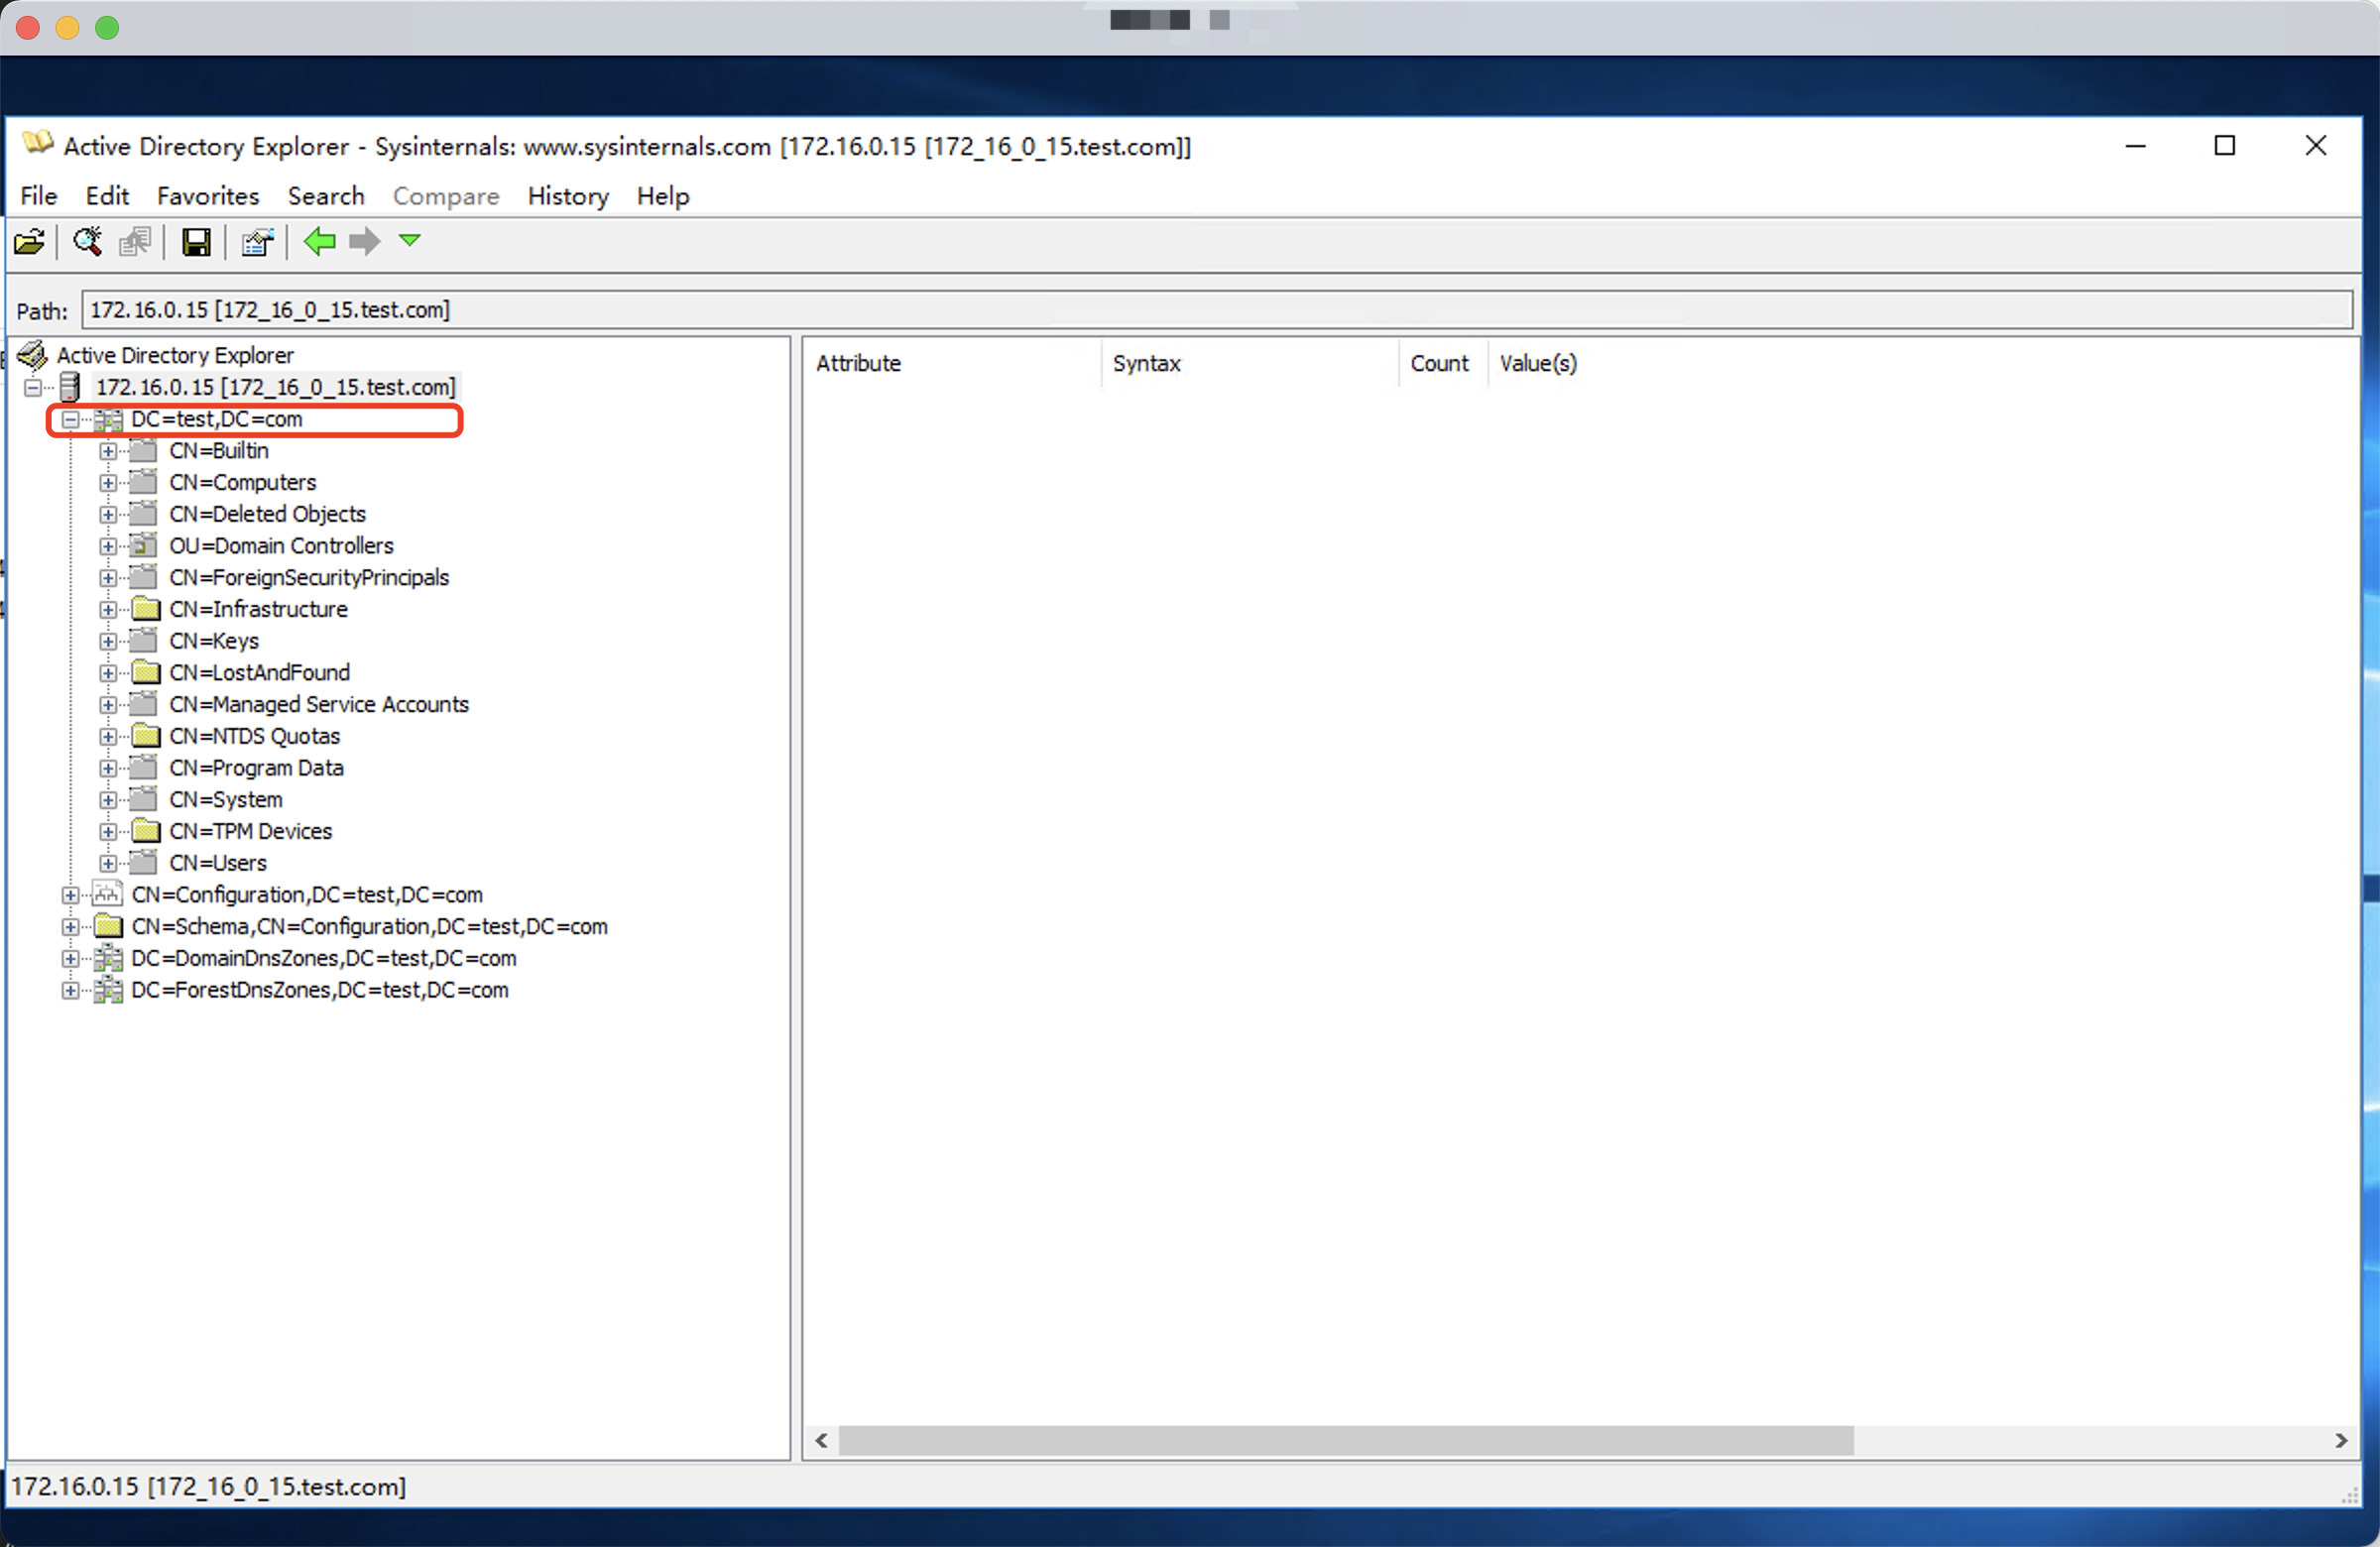 Active Directory Explorer - Sysinternals: www.sysinternals.com [172.16.0.15 [172_16_0_15.test.com]]
File Edit Favorites Search Compare History Help
Path: 172.16.0.15 [172_16_0_15.test.com]
Active Directory Explorer
172.16.0.15 [172_16_0_15.test.com]
DC=test,DC=com
CN=Builtin
CN=Computers
CN=Deleted Objects
OU=Domain Controllers
CN=ForeignSecurityPrincipals
CN=Infrastructure
CN=Keys
CN=LostAndFound
CN=Managed Service Accounts
CN=NTDS Quotas
CN=Program Data
CN=System
CN=TPM Devices
CN=Users
CN=Configuration,DC=test,DC=com
CN=Schema,CN=Configuration,DC=test,DC=com
DC=DomainDnsZones,DC=test,DC=com
DC=ForestDnsZones,DC=test,DC=com
Attribute Syntax Count Value(s)
172.16.0.15 [172_16_0_15.test.com]